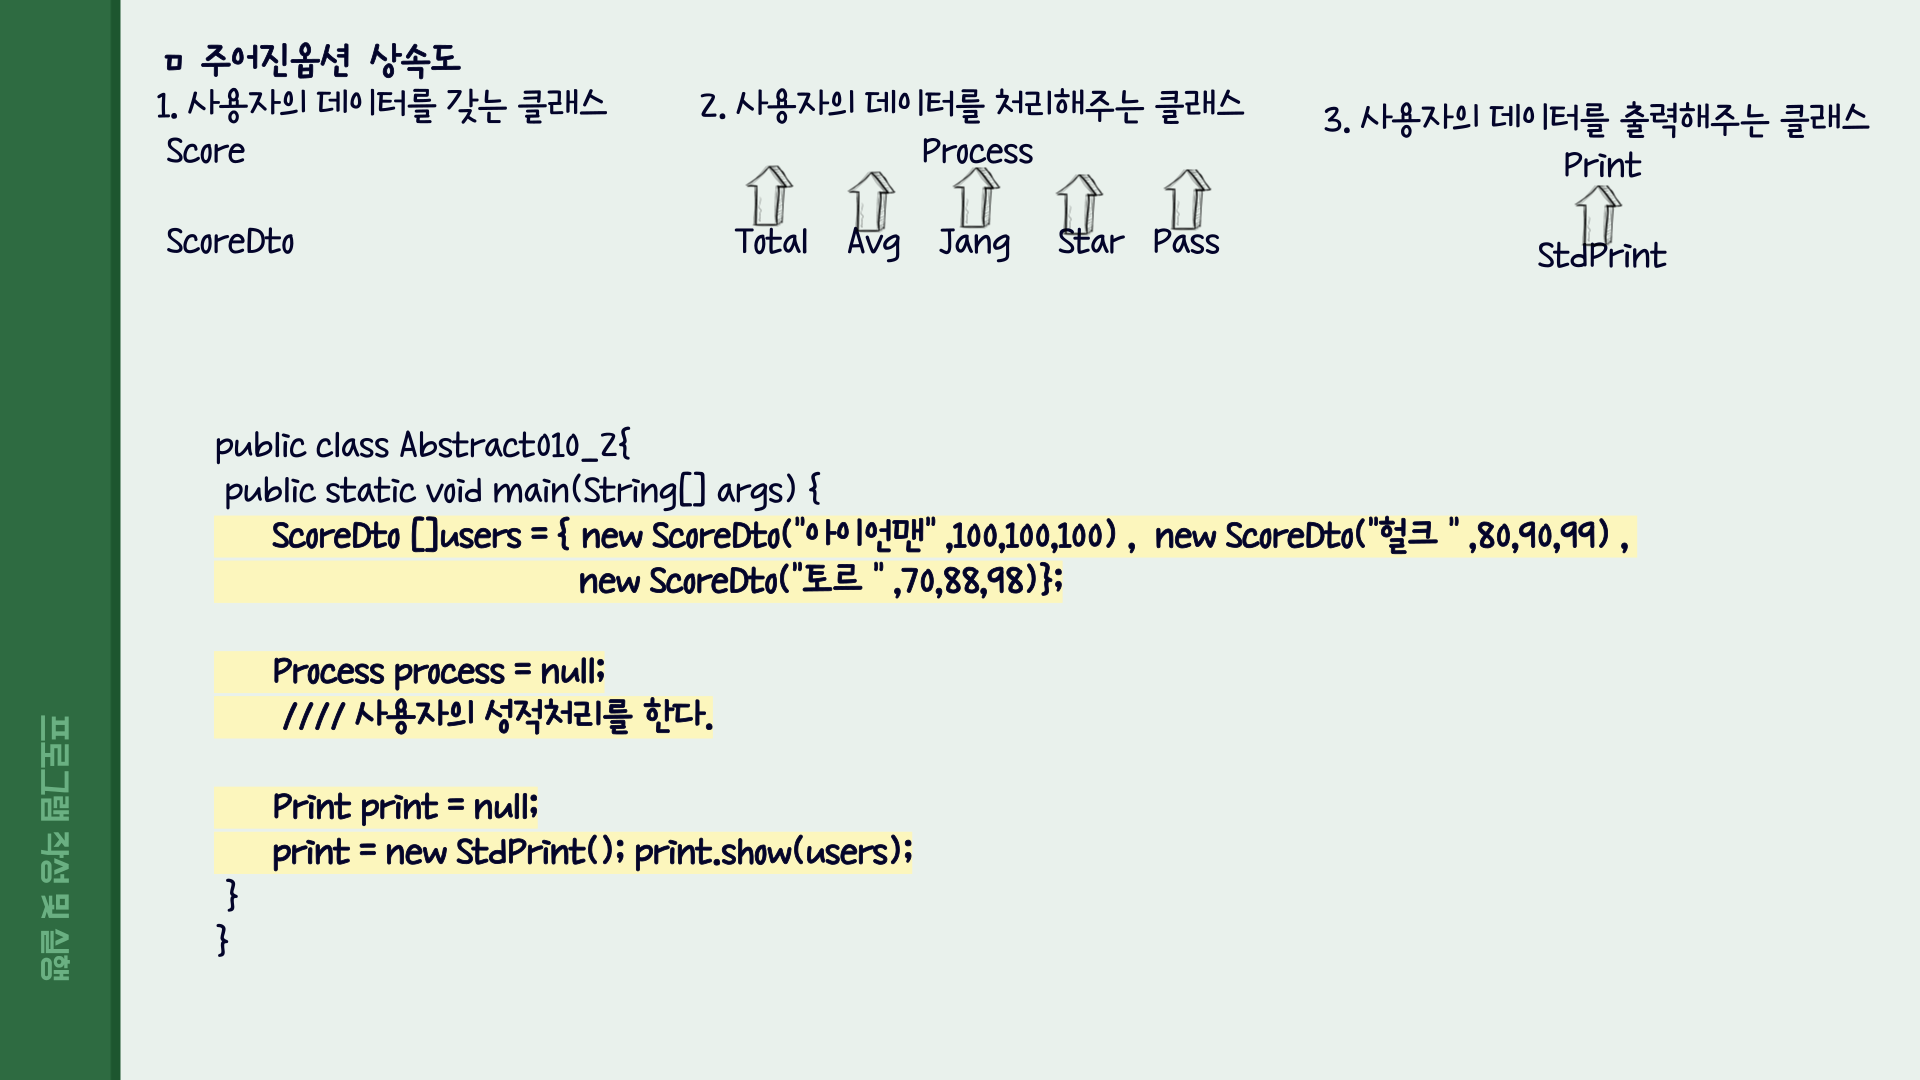 ㅁ 주어진옵션 상속도
1. 사용자의 데이터를 갖는 클래스
Score
ScoreDto
2. 사용자의 데이터를 처리해주는 클래스
Process
Total Avg Jang Star Pass
3. 사용자의 데이터를 출력해주는 클래스
Print
StdPrint
public class Abstract010_2{
public static void main(String[] args) {
ScoreDto []users = { new ScoreDto("아이언맨" ,100,100,100) , new ScoreDto("헐크 " ,80,90,99) ,
new ScoreDto("토르 " ,70,88,98)};
Process process = null;
//// 사용자의 성적처리를 한다.
Print print = null;
print = new StdPrint(); print.show(users);
}
}
프로그램 작성 및 실행